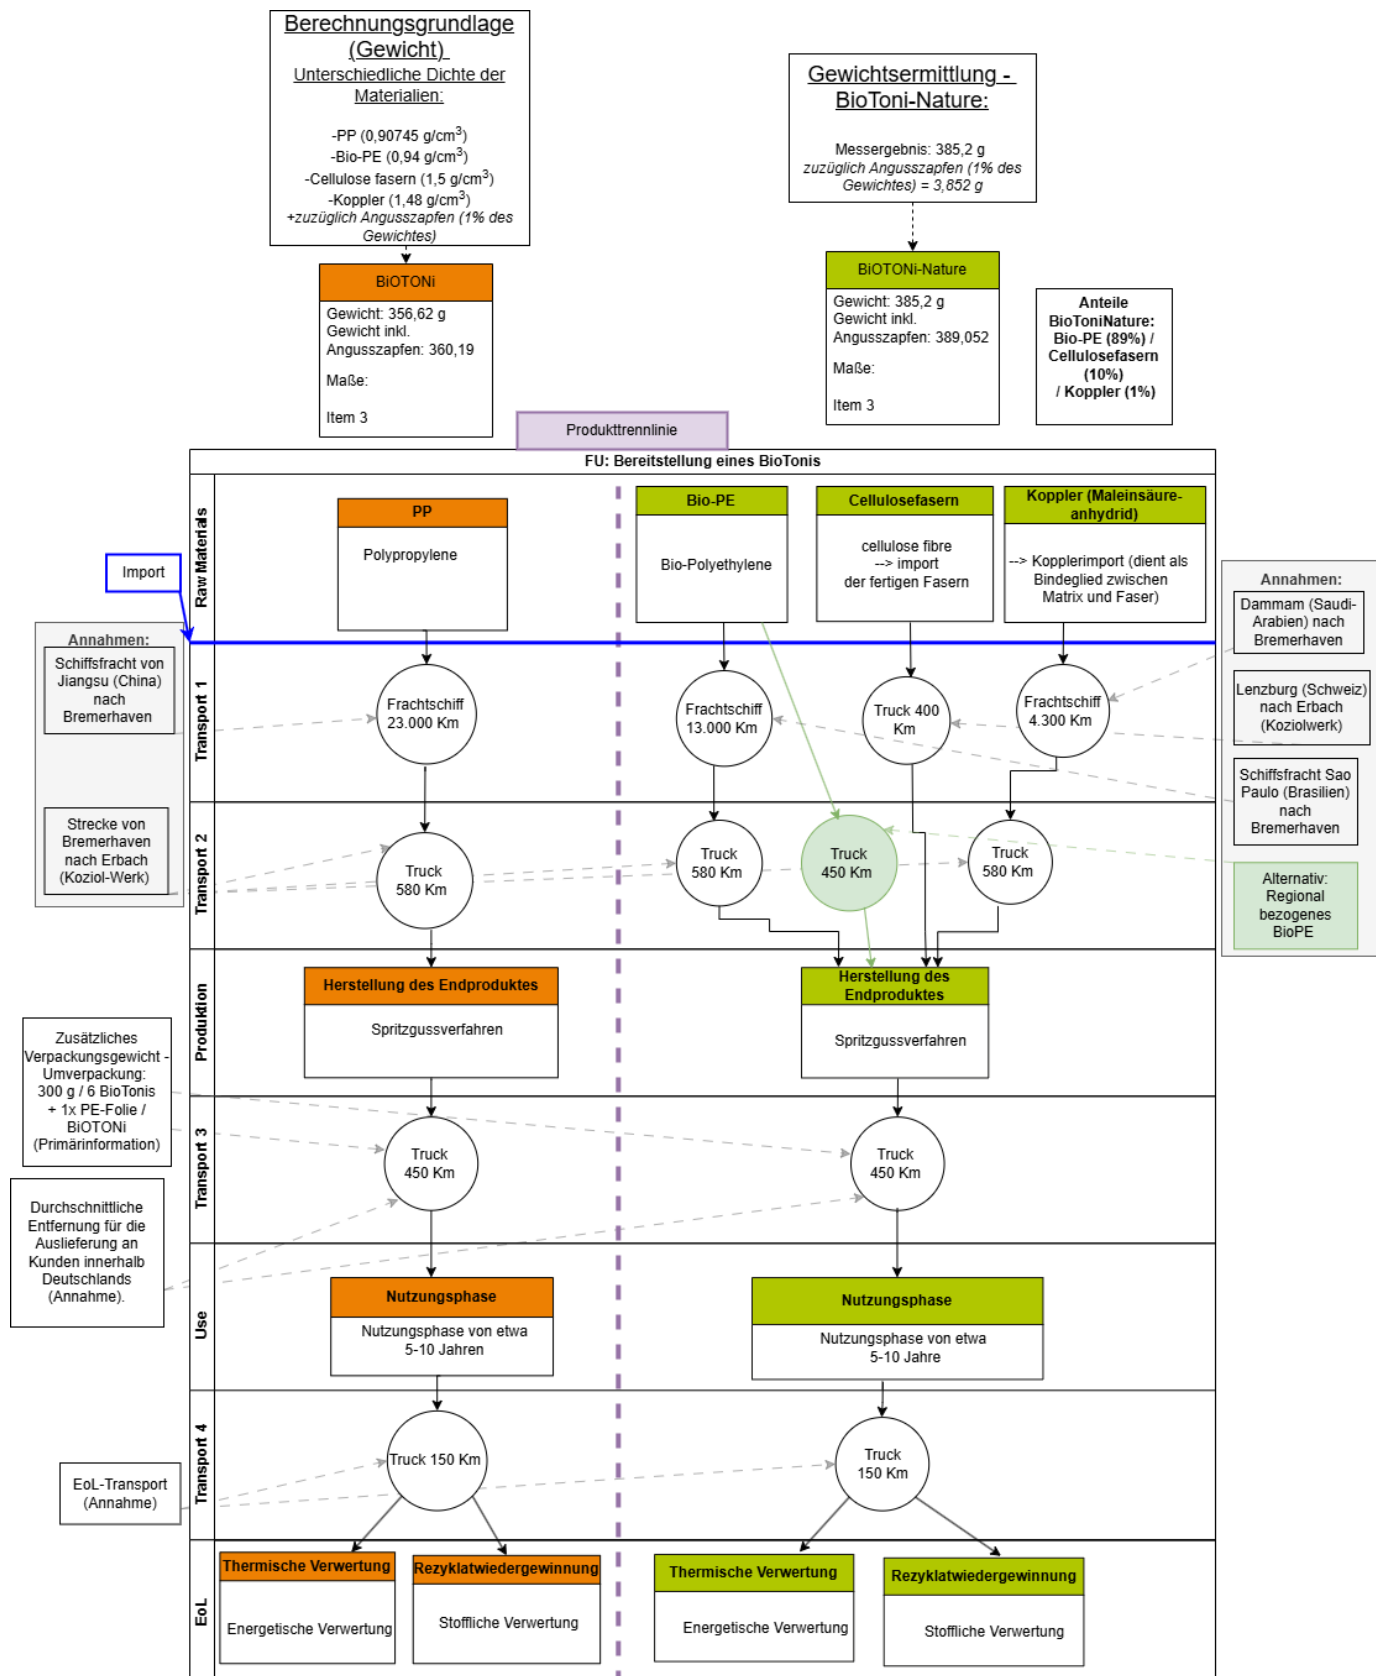 Berechnungsgrundlage
(Gewicht)
Unterschiedliche Dichte der
Materialien:
-PP (0,90745 g/cm³)
-Bio-PE (0,94 g/cm³)
-Cellulose fasern (1,5 g/cm³)
-Koppler (1,48 g/cm³)
+zuzüglich Angusszapfen (1% des
Gewichtes)
Gewichtsermittlung -
BioToni-Nature:
Messergebnis: 385,2 g
zuzüglich Angusszapfen (1% des
Gewichtes) = 3,852 g
BiOTONi
Gewicht: 356,62 g
Gewicht inkl.
Angusszapfen: 360,19
Maße:
Item 3
BiOTONi-Nature
Gewicht: 385,2 g
Gewicht inkl.
Angusszapfen: 389,052
Maße:
Item 3
Anteile
BioToniNature:
Bio-PE (89%) /
Cellulosefasern
(10%)
/ Koppler (1%)
Produkttrennlinie
FU: Bereitstellung eines BioTonis
Raw Materials
PP
Polypropylene
Bio-PE
Bio-Polyethylene
Cellulosefasern
cellulose fibre
--> import
der fertigen Fasern
Koppler (Maleinsäure-
anhydrid)
--> Kopplerimport (dient als
Bindeglied zwischen
Matrix und Faser)
Import
Annahmen:
Schiffsfracht von
Jiangsu (China)
nach
Bremerhaven
Strecke von
Bremerhaven
nach Erbach
(Koziol-Werk)
Annahmen:
Dammam (Saudi-
Arabien) nach
Bremerhaven
Lenzburg (Schweiz)
nach Erbach
(Koziolwerk)
Schiffsfracht Sao
Paulo (Brasilien)
nach
Bremerhaven
Alternativ:
Regional
bezogenes
BioPE
Transport 1
Frachtschiff
23.000 Km
Frachtschiff
13.000 Km
Truck 400
Km
Frachtschiff
4.300 Km
Transport 2
Truck
580 Km
Truck
580 Km
Truck
450 Km
Truck
580 Km
Produktion
Herstellung des Endproduktes
Spritzgussverfahren
Herstellung des
Endproduktes
Spritzgussverfahren
Zusätzliches
Verpackungsgewicht -
Umverpackung:
300 g / 6 BioTonis
+ 1x PE-Folie /
BiOTONi
(Primärinformation)
Transport 3
Truck
450 Km
Truck
450 Km
Durchschnittliche
Entfernung für die
Auslieferung an
Kunden innerhalb
Deutschlands
(Annahme).
Use
Nutzungsphase
Nutzungsphase von etwa
5-10 Jahren
Nutzungsphase
Nutzungsphase von etwa
5-10 Jahre
Transport 4
Truck 150 Km
Truck
150 Km
EoL-Transport
(Annahme)
EoL
Thermische Verwertung
Energetische Verwertung
Rezyklatwiedergewinnung
Stoffliche Verwertung
Thermische Verwertung
Energetische Verwertung
Rezyklatwiedergewinnung
Stoffliche Verwertung